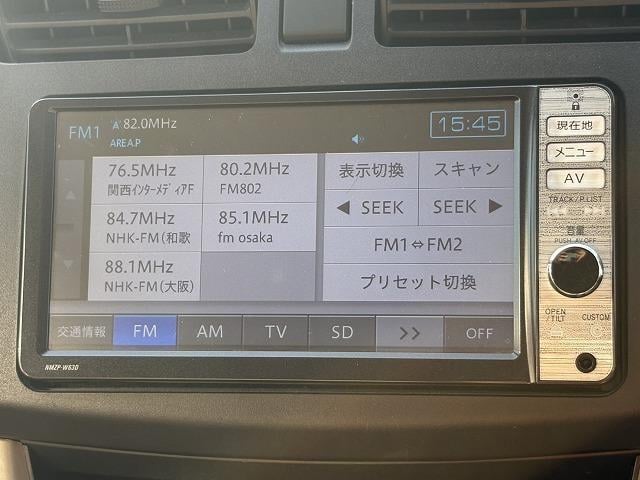 FM1
A 82.0MHz
AREA.P
15:45
76.5MHz
関西インターメディアF
80.2MHz
FM802
84.7MHz
NHK-FM(和歌
85.1MHz
fm osaka
88.1MHz
NHK-FM(大阪)
表示切換
スキャン
◀ SEEK
SEEK ▶
FM1⇔FM2
プリセット切換
交通情報
FM
AM
TV
SD
>>
OFF
NMZP-W63D
現在地
メニュー
AV
TRACK/P.LIST
音量
PUSH AV OFF
OPEN
/TILT
CUSTOM